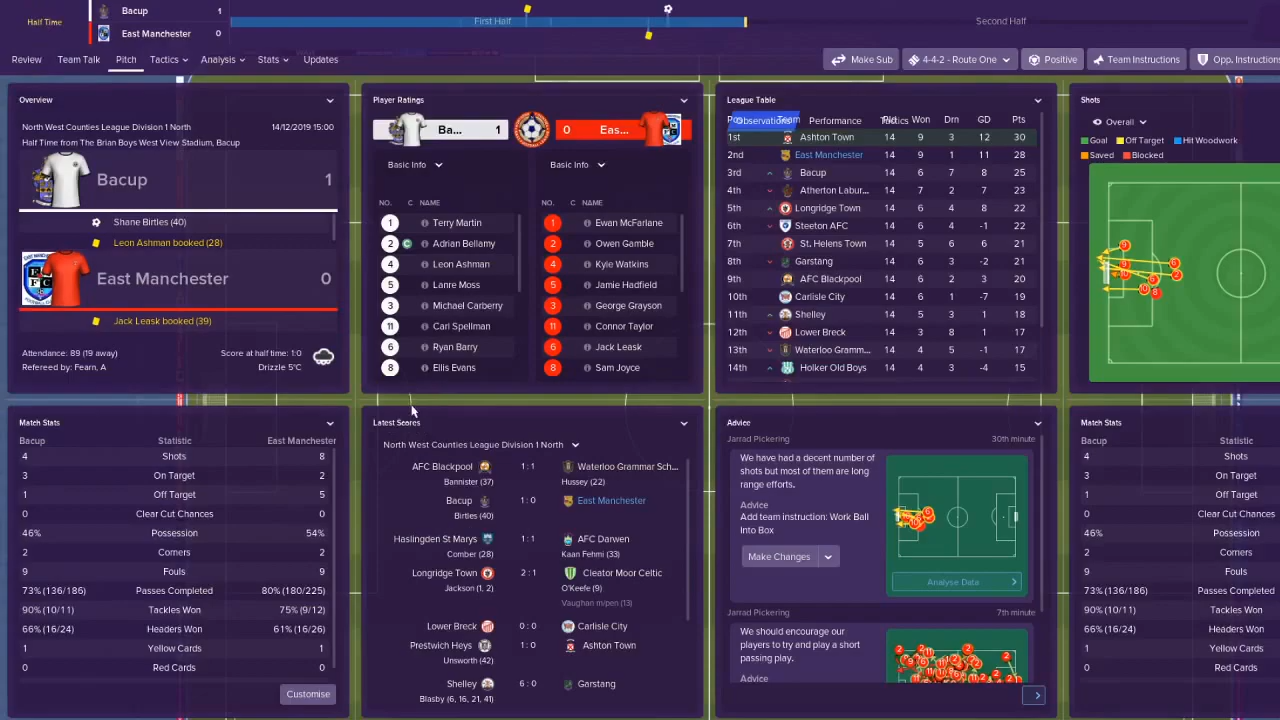 Half Time
Bacup 1
East Manchester 0
First Half
Second Half
Review Team Talk Pitch Tactics Analysis Stats Updates
Make Sub 4-4-2 - Route One Positive Team Instructions Opp. Instructions
Overview
North West Counties League Division 1 North 14/12/2019 15:00
Half Time from The Brian Boys West View Stadium, Bacup
Bacup 1
Shane Birtles (40)
Leon Ashman booked (28)
East Manchester 0
Jack Leask booked (39)
Attendance: 89 (19 away)
Refereed by: Fearn, A
Score at half time: 1:0
Drizzle 5°C
Player Ratings
Ba... 1 0 Eas...
Basic Info Basic Info
NO. C NAME NO. C NAME
1 Terry Martin 1 Ewan McFarlane
2 C Adrian Bellamy 2 Owen Gamble
4 Leon Ashman 4 Kyle Watkins
5 Lanre Moss 5 Jamie Hadfield
3 Michael Carberry 3 George Grayson
11 Carl Spellman 11 Connor Taylor
6 Ryan Barry 6 Jack Leask
8 Ellis Evans 8 Sam Joyce
League Table
Observations Performance Tactics
Team Won Drn GD Pts
1st Ashton Town 14 9 3 12 30
2nd East Manchester 14 9 1 11 28
3rd Bacup 14 6 7 8 25
4th Atherton Labur... 14 7 2 7 23
5th Longridge Town 14 6 4 8 22
6th Steeton AFC 14 6 4 -1 22
7th St. Helens Town 14 5 6 6 21
8th Garstang 14 6 3 -2 21
9th AFC Blackpool 14 6 2 3 20
10th Carlisle City 14 6 1 -7 19
11th Shelley 14 5 3 1 18
12th Lower Breck 14 3 8 1 17
13th Waterloo Gramm... 14 4 5 -1 17
14th Holker Old Boys 14 4 3 -4 15
Shots
Overall
Goal Off Target Hit Woodwork
Saved Blocked
Match Stats
Bacup Statistic East Manchester
4 Shots 8
3 On Target 2
1 Off Target 5
0 Clear Cut Chances 0
46% Possession 54%
2 Corners 2
9 Fouls 9
73% (136/186) Passes Completed 80% (180/225)
90% (10/11) Tackles Won 75% (9/12)
66% (16/24) Headers Won 61% (16/26)
1 Yellow Cards 1
0 Red Cards 0
Customise
Latest Scores
North West Counties League Division 1 North
AFC Blackpool 1 : 1 Waterloo Grammar Sch...
Bannister (37) Hussey (22)
Bacup 1 : 0 East Manchester
Birtles (40)
Haslingden St Marys 1 : 1 AFC Darwen
Comber (28) Kaan Fehmi (33)
Longridge Town 2 : 1 Cleator Moor Celtic
Jackson (1, 2) O'Keefe (9)
Vaughan m/pen (13)
Lower Breck 0 : 0 Carlisle City
Prestwich Heys 1 : 0 Ashton Town
Unsworth (42)
Shelley 6 : 0 Garstang
Blasby (6, 16, 21, 41)
Advice
Jarrad Pickering 30th minute
We have had a decent number of
shots but most of them are long
range efforts.
Advice
Add team instruction: Work Ball
Into Box
Make Changes
Analyse Data
Jarrad Pickering 7th minute
We should encourage our
players to try and play a short
passing play.
Advice
Match Stats
Bacup Statistic
4 Shots
3 On Target
1 Off Target
0 Clear Cut Chances
46% Possession
2 Corners
9 Fouls
73% (136/186) Passes Completed
90% (10/11) Tackles Won
66% (16/24) Headers Won
1 Yellow Cards
0 Red Cards